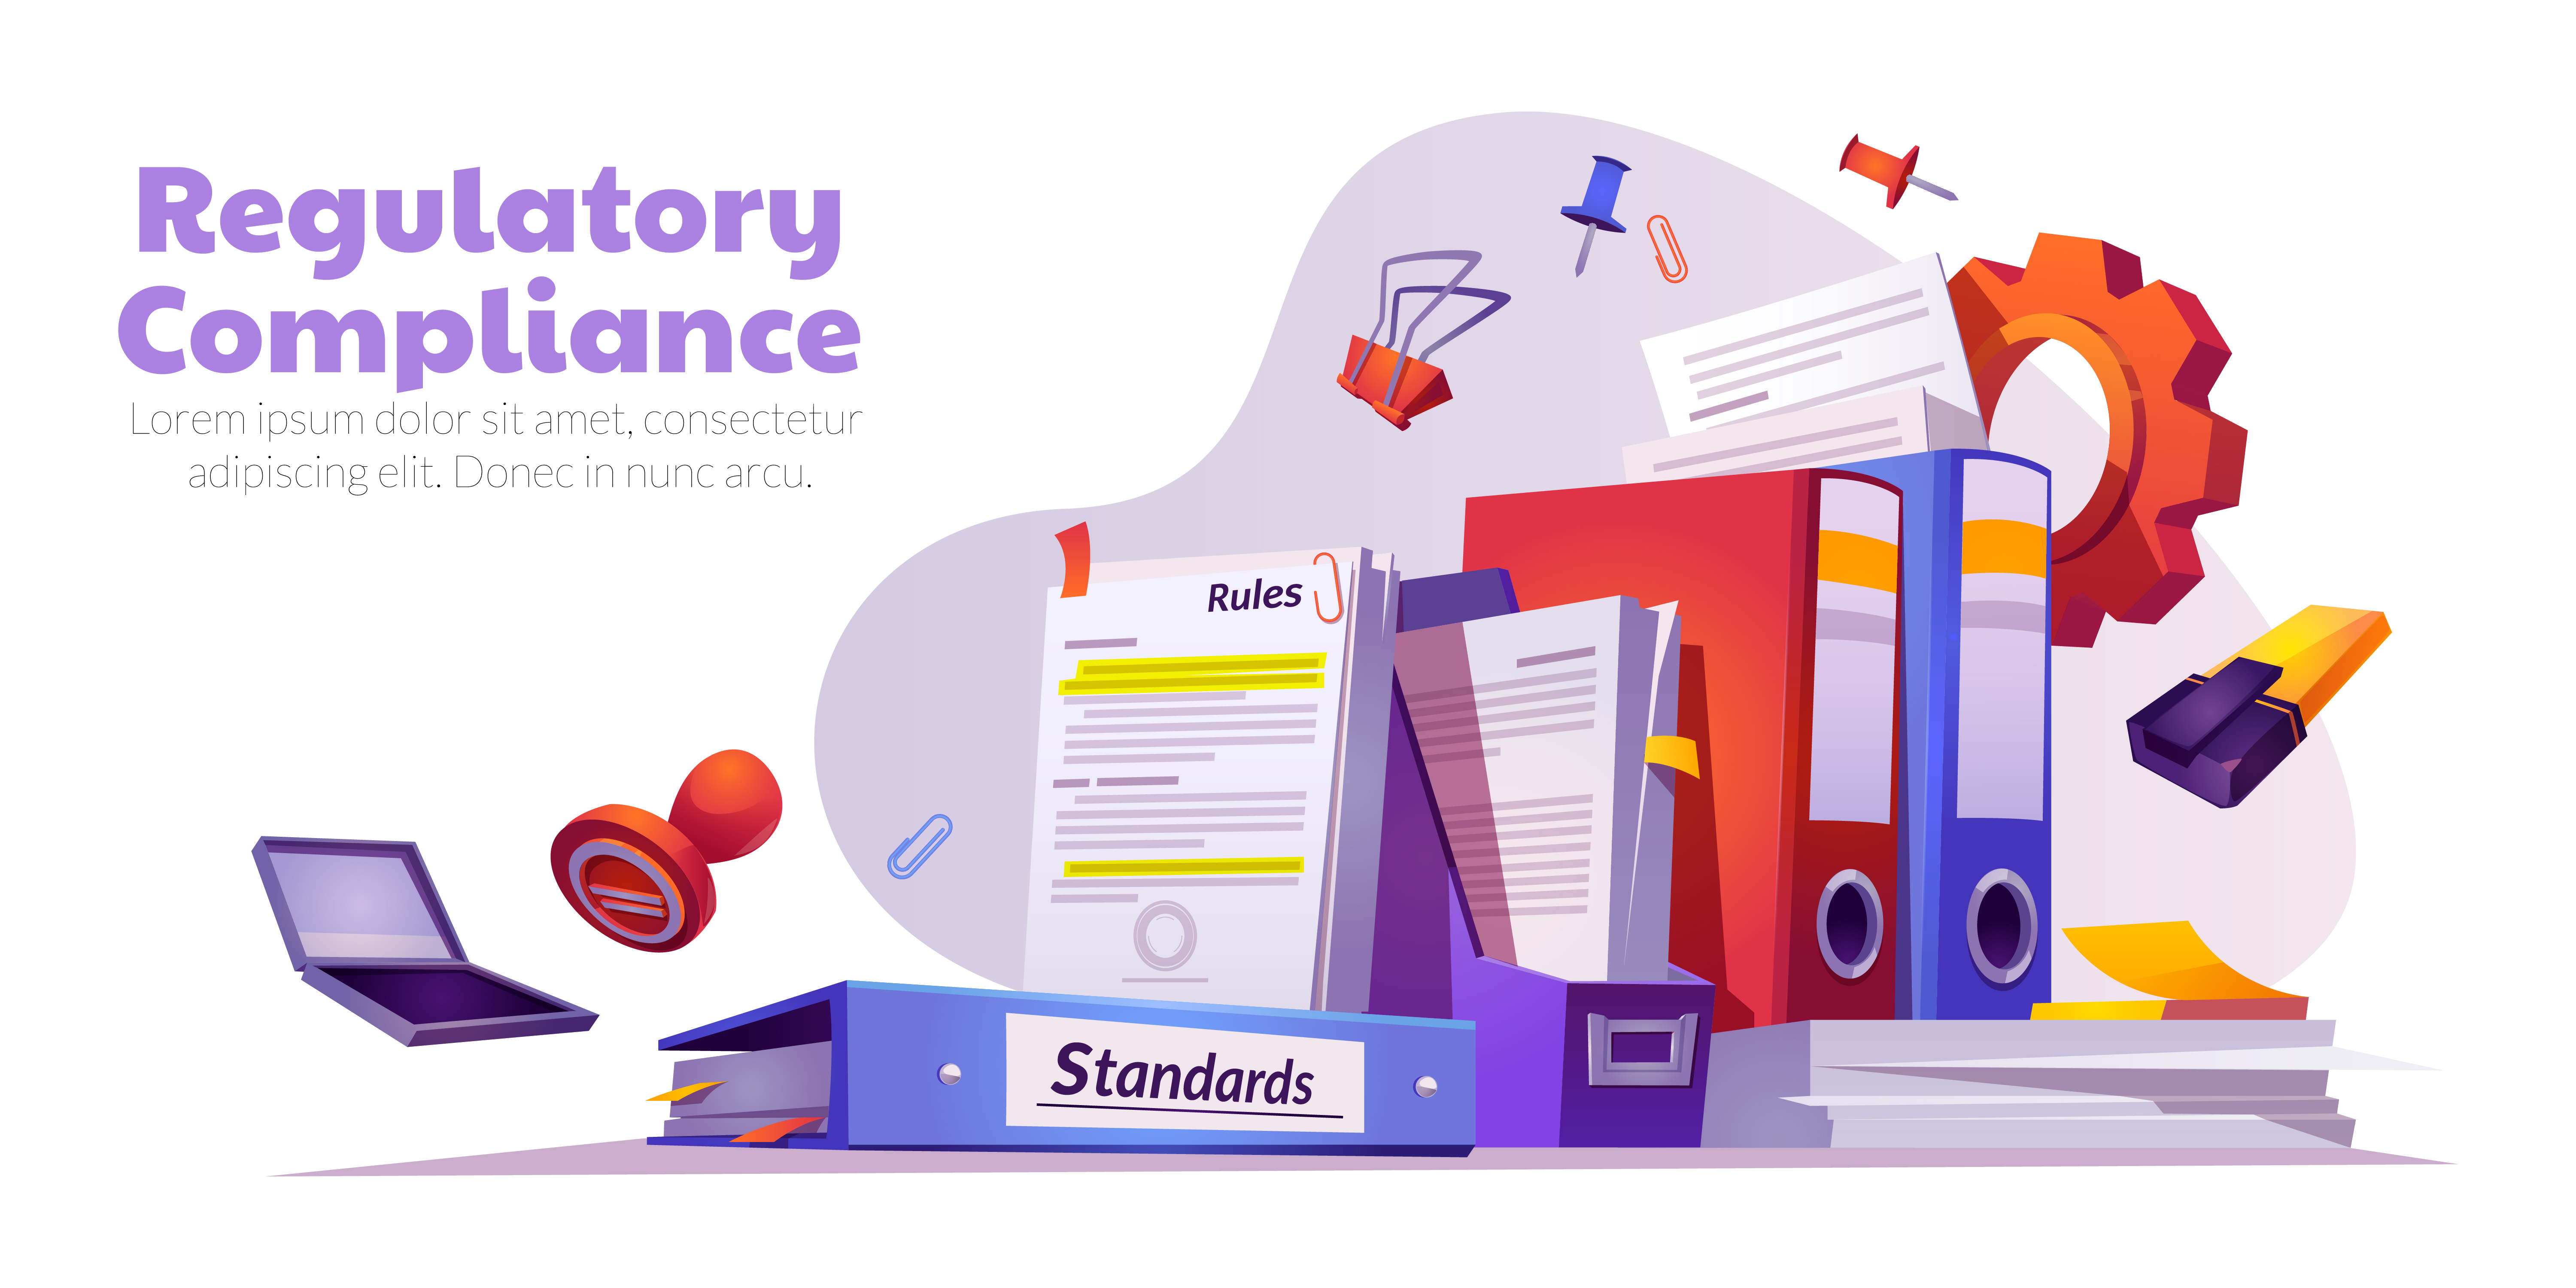 Regulatory
Compliance
Lorem ipsum dolor sit amet, consectetur
adipiscing elit. Donec in nunc arcu.
Rules
Standards